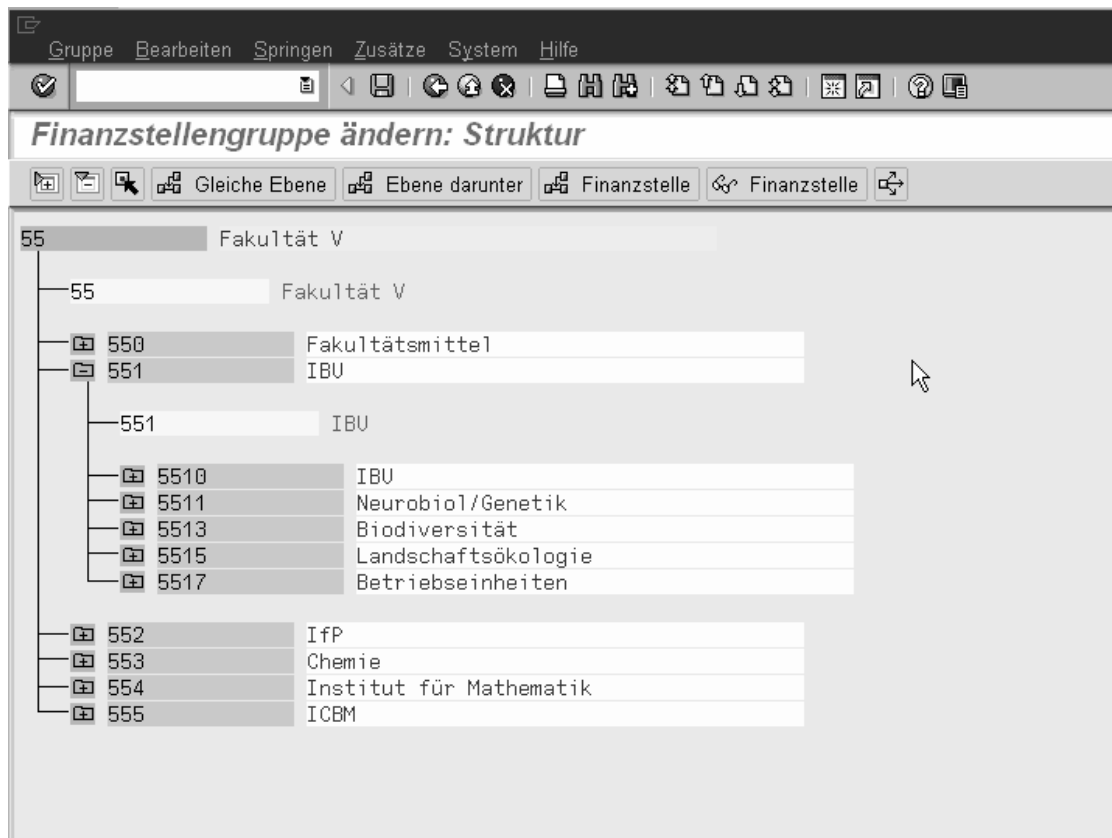 Gruppe Bearbeiten Springen Zusätze System Hilfe
Finanzstellengruppe ändern: Struktur
Gleiche Ebene Ebene darunter Finanzstelle Finanzstelle
55 Fakultät V
55 Fakultät V
550 Fakultätsmittel
551 IBU
551 IBU
5510 IBU
5511 Neurobiol/Genetik
5513 Biodiversität
5515 Landschaftsökologie
5517 Betriebseinheiten
552 IfP
553 Chemie
554 Institut für Mathematik
555 ICBM